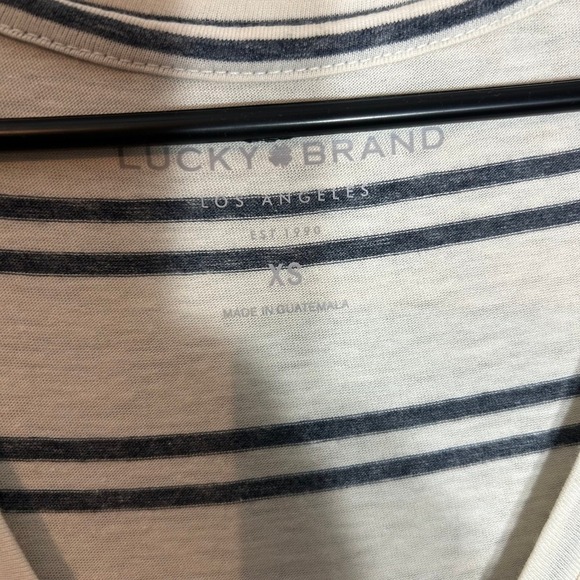 LUCKY BRAND
LOS ANGELES
EST 1990
XS
MADE IN GUATEMALA